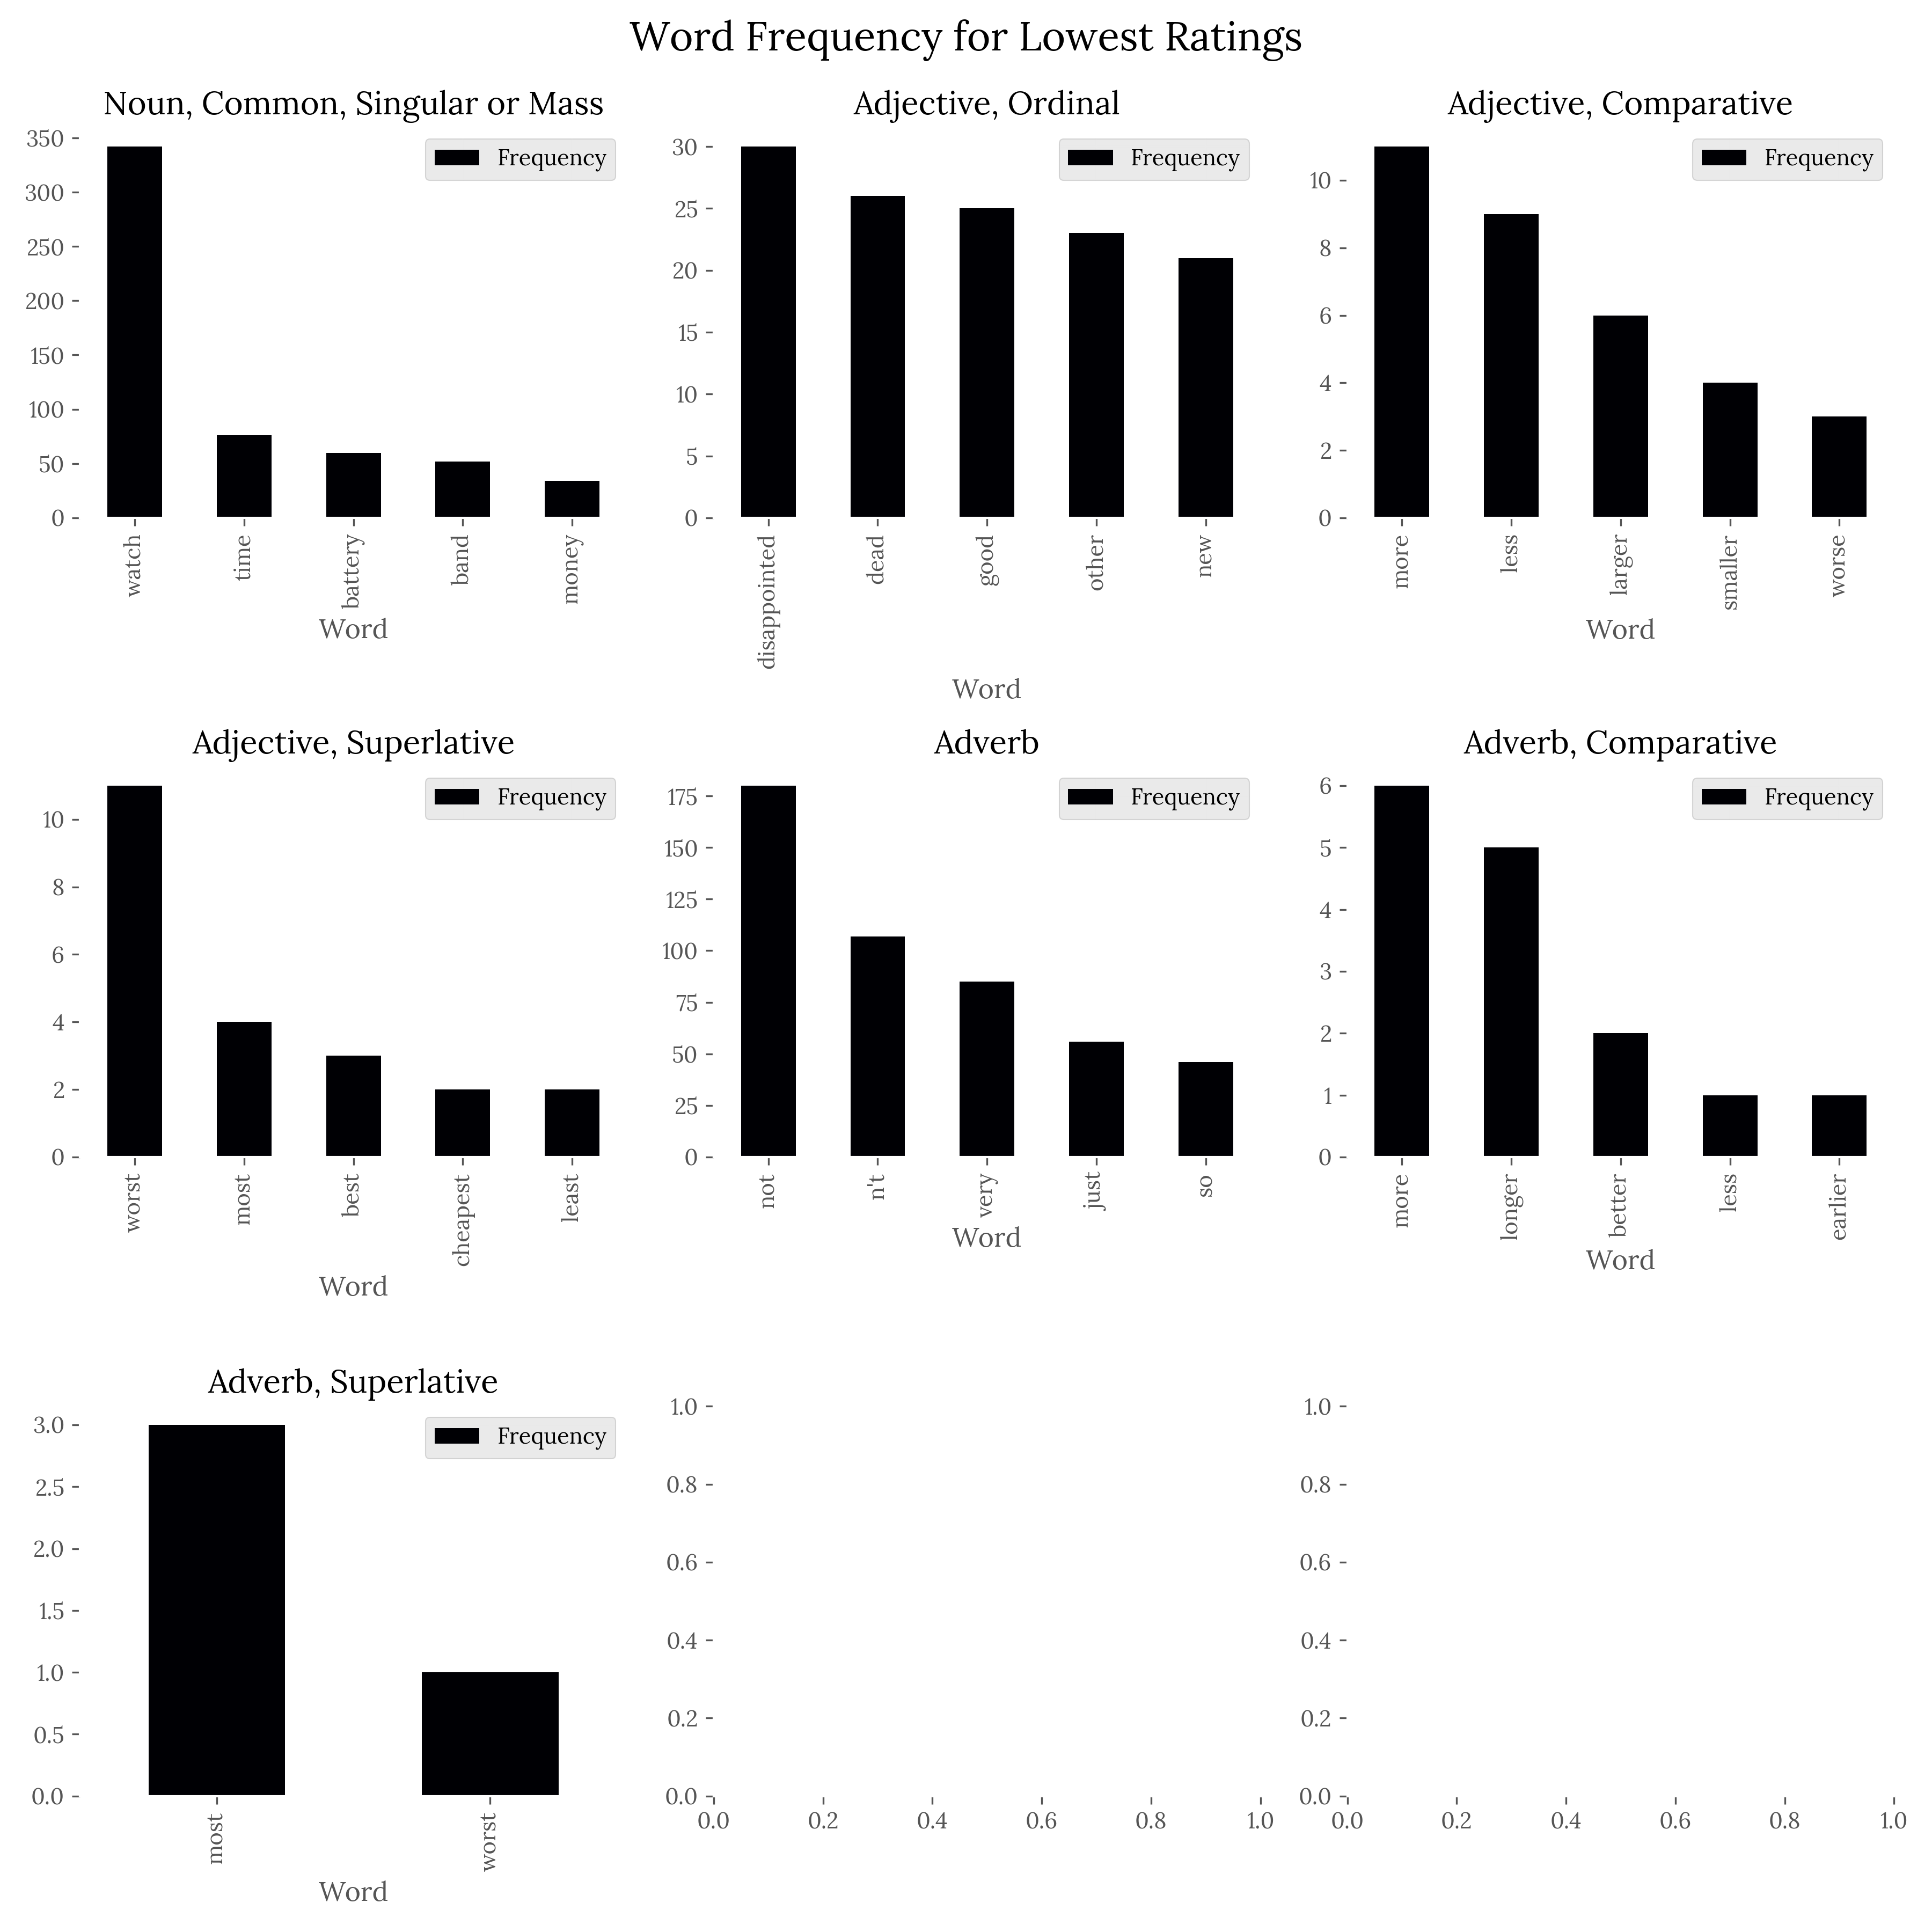 Word Frequency for Lowest Ratings
Noun, Common, Singular or Mass
350
300
250
200
150
100
50
0
Frequency
watch
time
battery
band
money
Word
Adjective, Ordinal
30
25
20
15
10
5
0
Frequency
disappointed
dead
good
other
new
Word
Adjective, Comparative
10
8
6
4
2
0
Frequency
more
less
larger
smaller
worse
Word
Adjective, Superlative
10
8
6
4
2
0
Frequency
worst
most
best
cheapest
least
Word
Adverb
175
150
125
100
75
50
25
0
Frequency
not
n't
very
just
so
Word
Adverb, Comparative
6
5
4
3
2
1
0
Frequency
more
longer
better
less
earlier
Word
Adverb, Superlative
3.0
2.5
2.0
1.5
1.0
0.5
0.0
Frequency
most
worst
Word
1.0
0.8
0.6
0.4
0.2
0.0
0.0 0.2 0.4 0.6 0.8 1.0
1.0
0.8
0.6
0.4
0.2
0.0
0.0 0.2 0.4 0.6 0.8 1.0